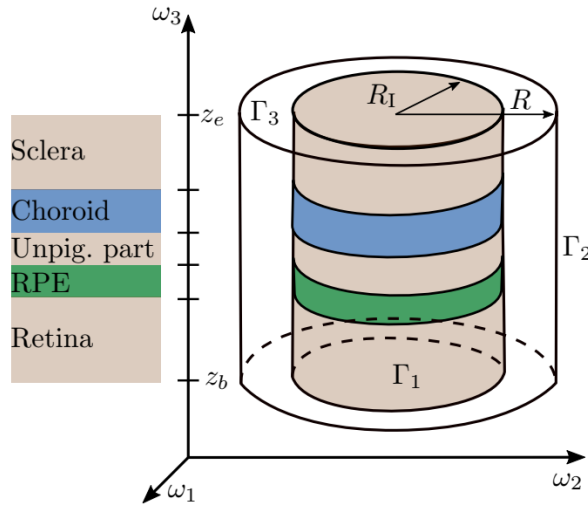 ω₃
z_e
R_I
R
Γ₃
Sclera
Choroid
Unpig. part
RPE
Retina
Γ₂
z_b
Γ₁
ω₁
ω₂